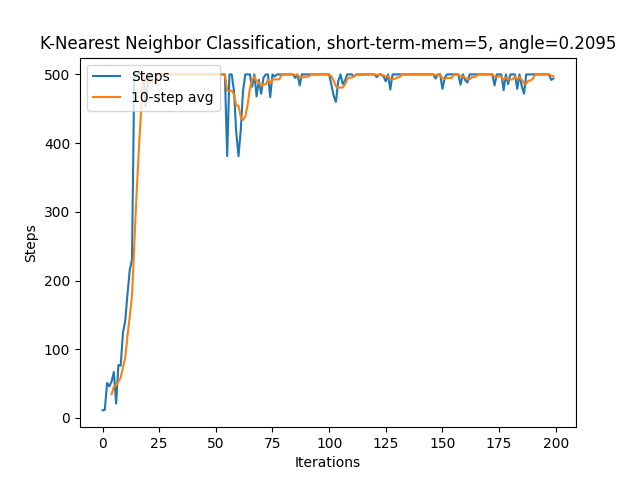 K-Nearest Neighbor Classification, short-term-mem=5, angle=0.2095
Steps
10-step avg
500
400
300
200
100
0
Steps
0 25 50 75 100 125 150 175 200
Iterations